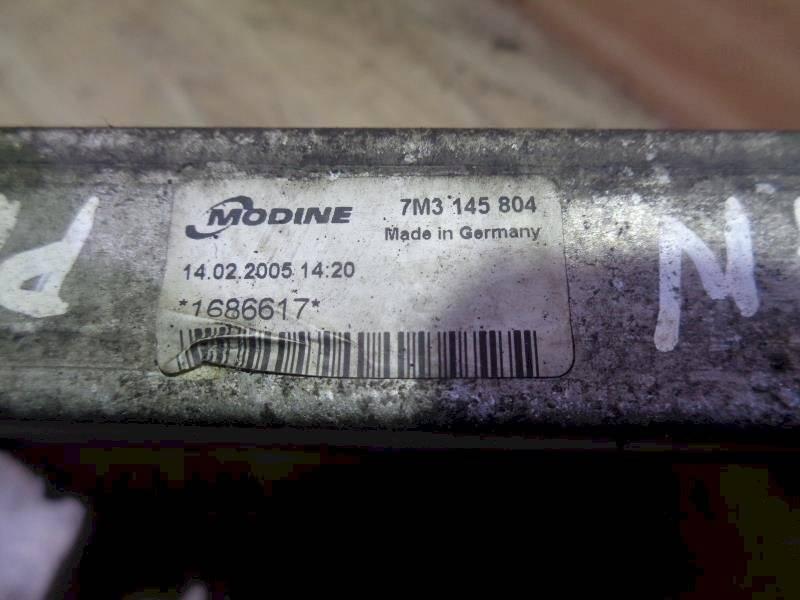 MODINE 7M3 145 804
Made in Germany
14.02.2005 14:20
*1686617*
N